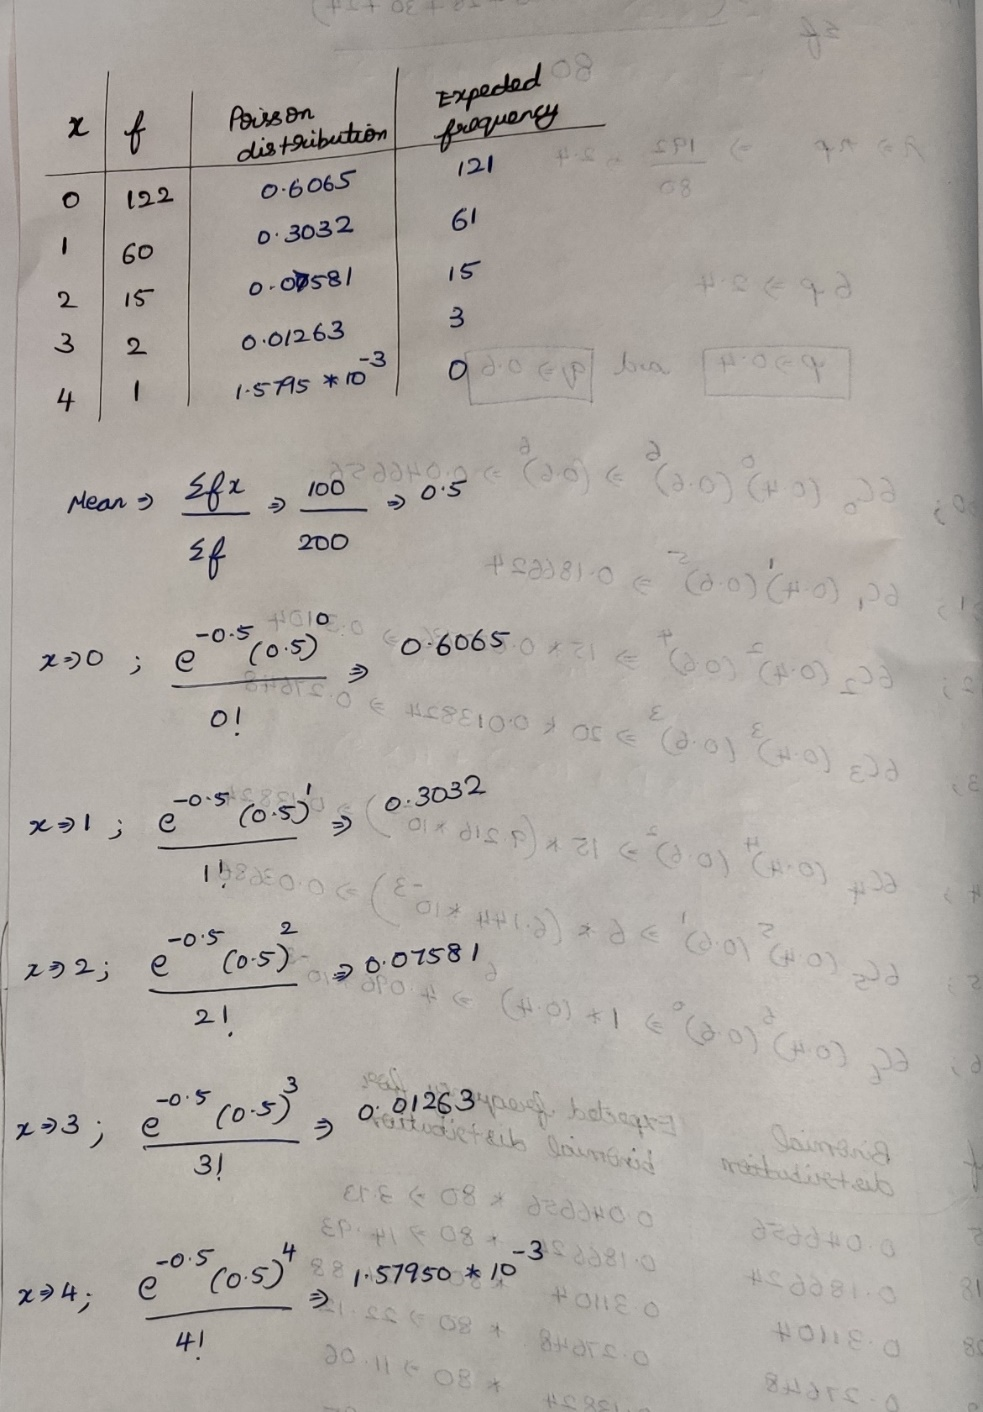 x | f | Poisson distribution | Expected frequency
0 | 122 | 0.6065 | 121
1 | 60 | 0.3032 | 61
2 | 15 | 0.07581 | 15
3 | 2 | 0.01263 | 3
4 | 1 | 1.5795 * 10^-3 | 0
Mean ⇒ Σfx / Σf ⇒ 100 / 200 ⇒ 0.5
x⇒0 ; e^-0.5 (0.5)^0 / 0! ⇒ 0.6065
x⇒1 ; e^-0.5 (0.5)^1 / 1! ⇒ 0.3032
x⇒2 ; e^-0.5 (0.5)^2 / 2! ⇒ 0.07581
x⇒3 ; e^-0.5 (0.5)^3 / 3! ⇒ 0.01263
x⇒4 ; e^-0.5 (0.5)^4 / 4! ⇒ 1.57950 * 10^-3